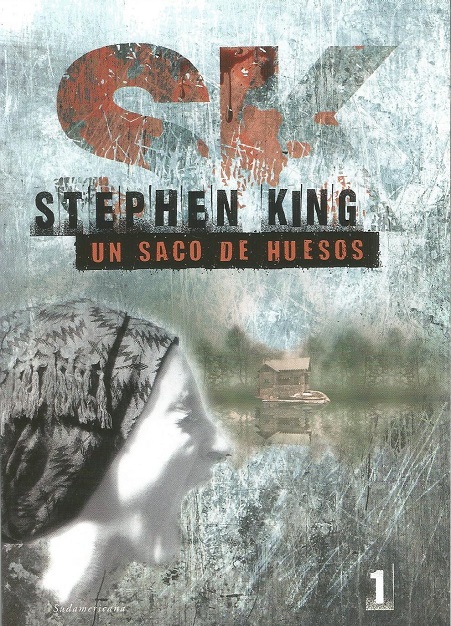 SK
STEPHEN KING
UN SACO DE HUESOS
Sudamericana
1